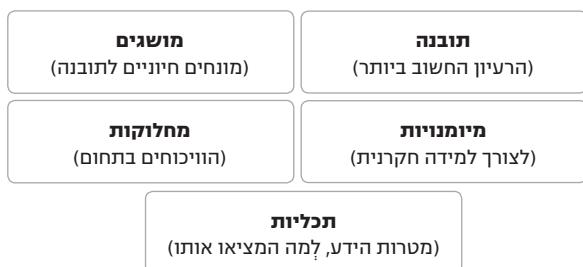 תובנה
(הרעיון החשוב ביותר)
מושגים
(מונחים חיוניים לתובנה)
מיומנויות
(לצורך למידה חקרנית)
מחלוקות
(הוויכוחים בתחום)
תכליות
(מטרות הידע, לְמה המציאו אותו)